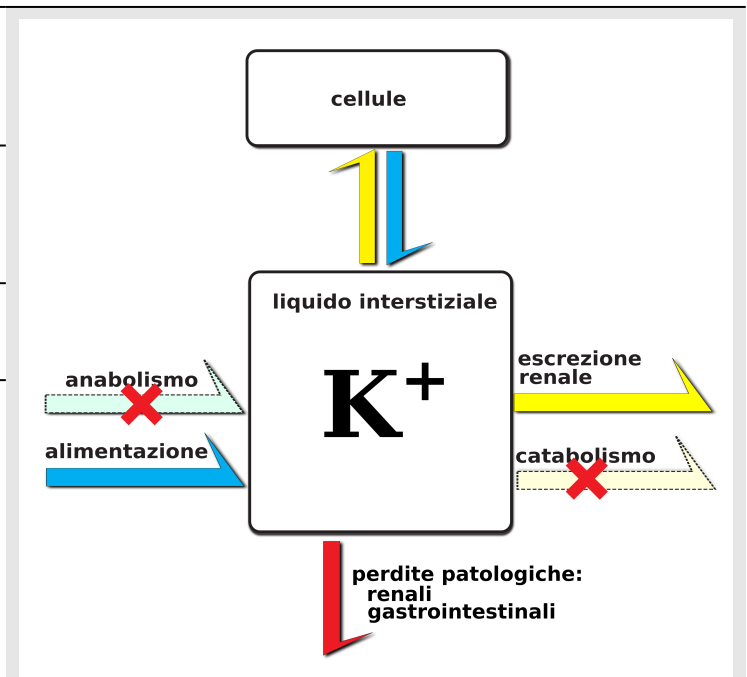 cellule
liquido interstiziale
K+
anabolismo
alimentazione
escrezione
renale
catabolismo
perdite patologiche:
renali
gastrointestinali